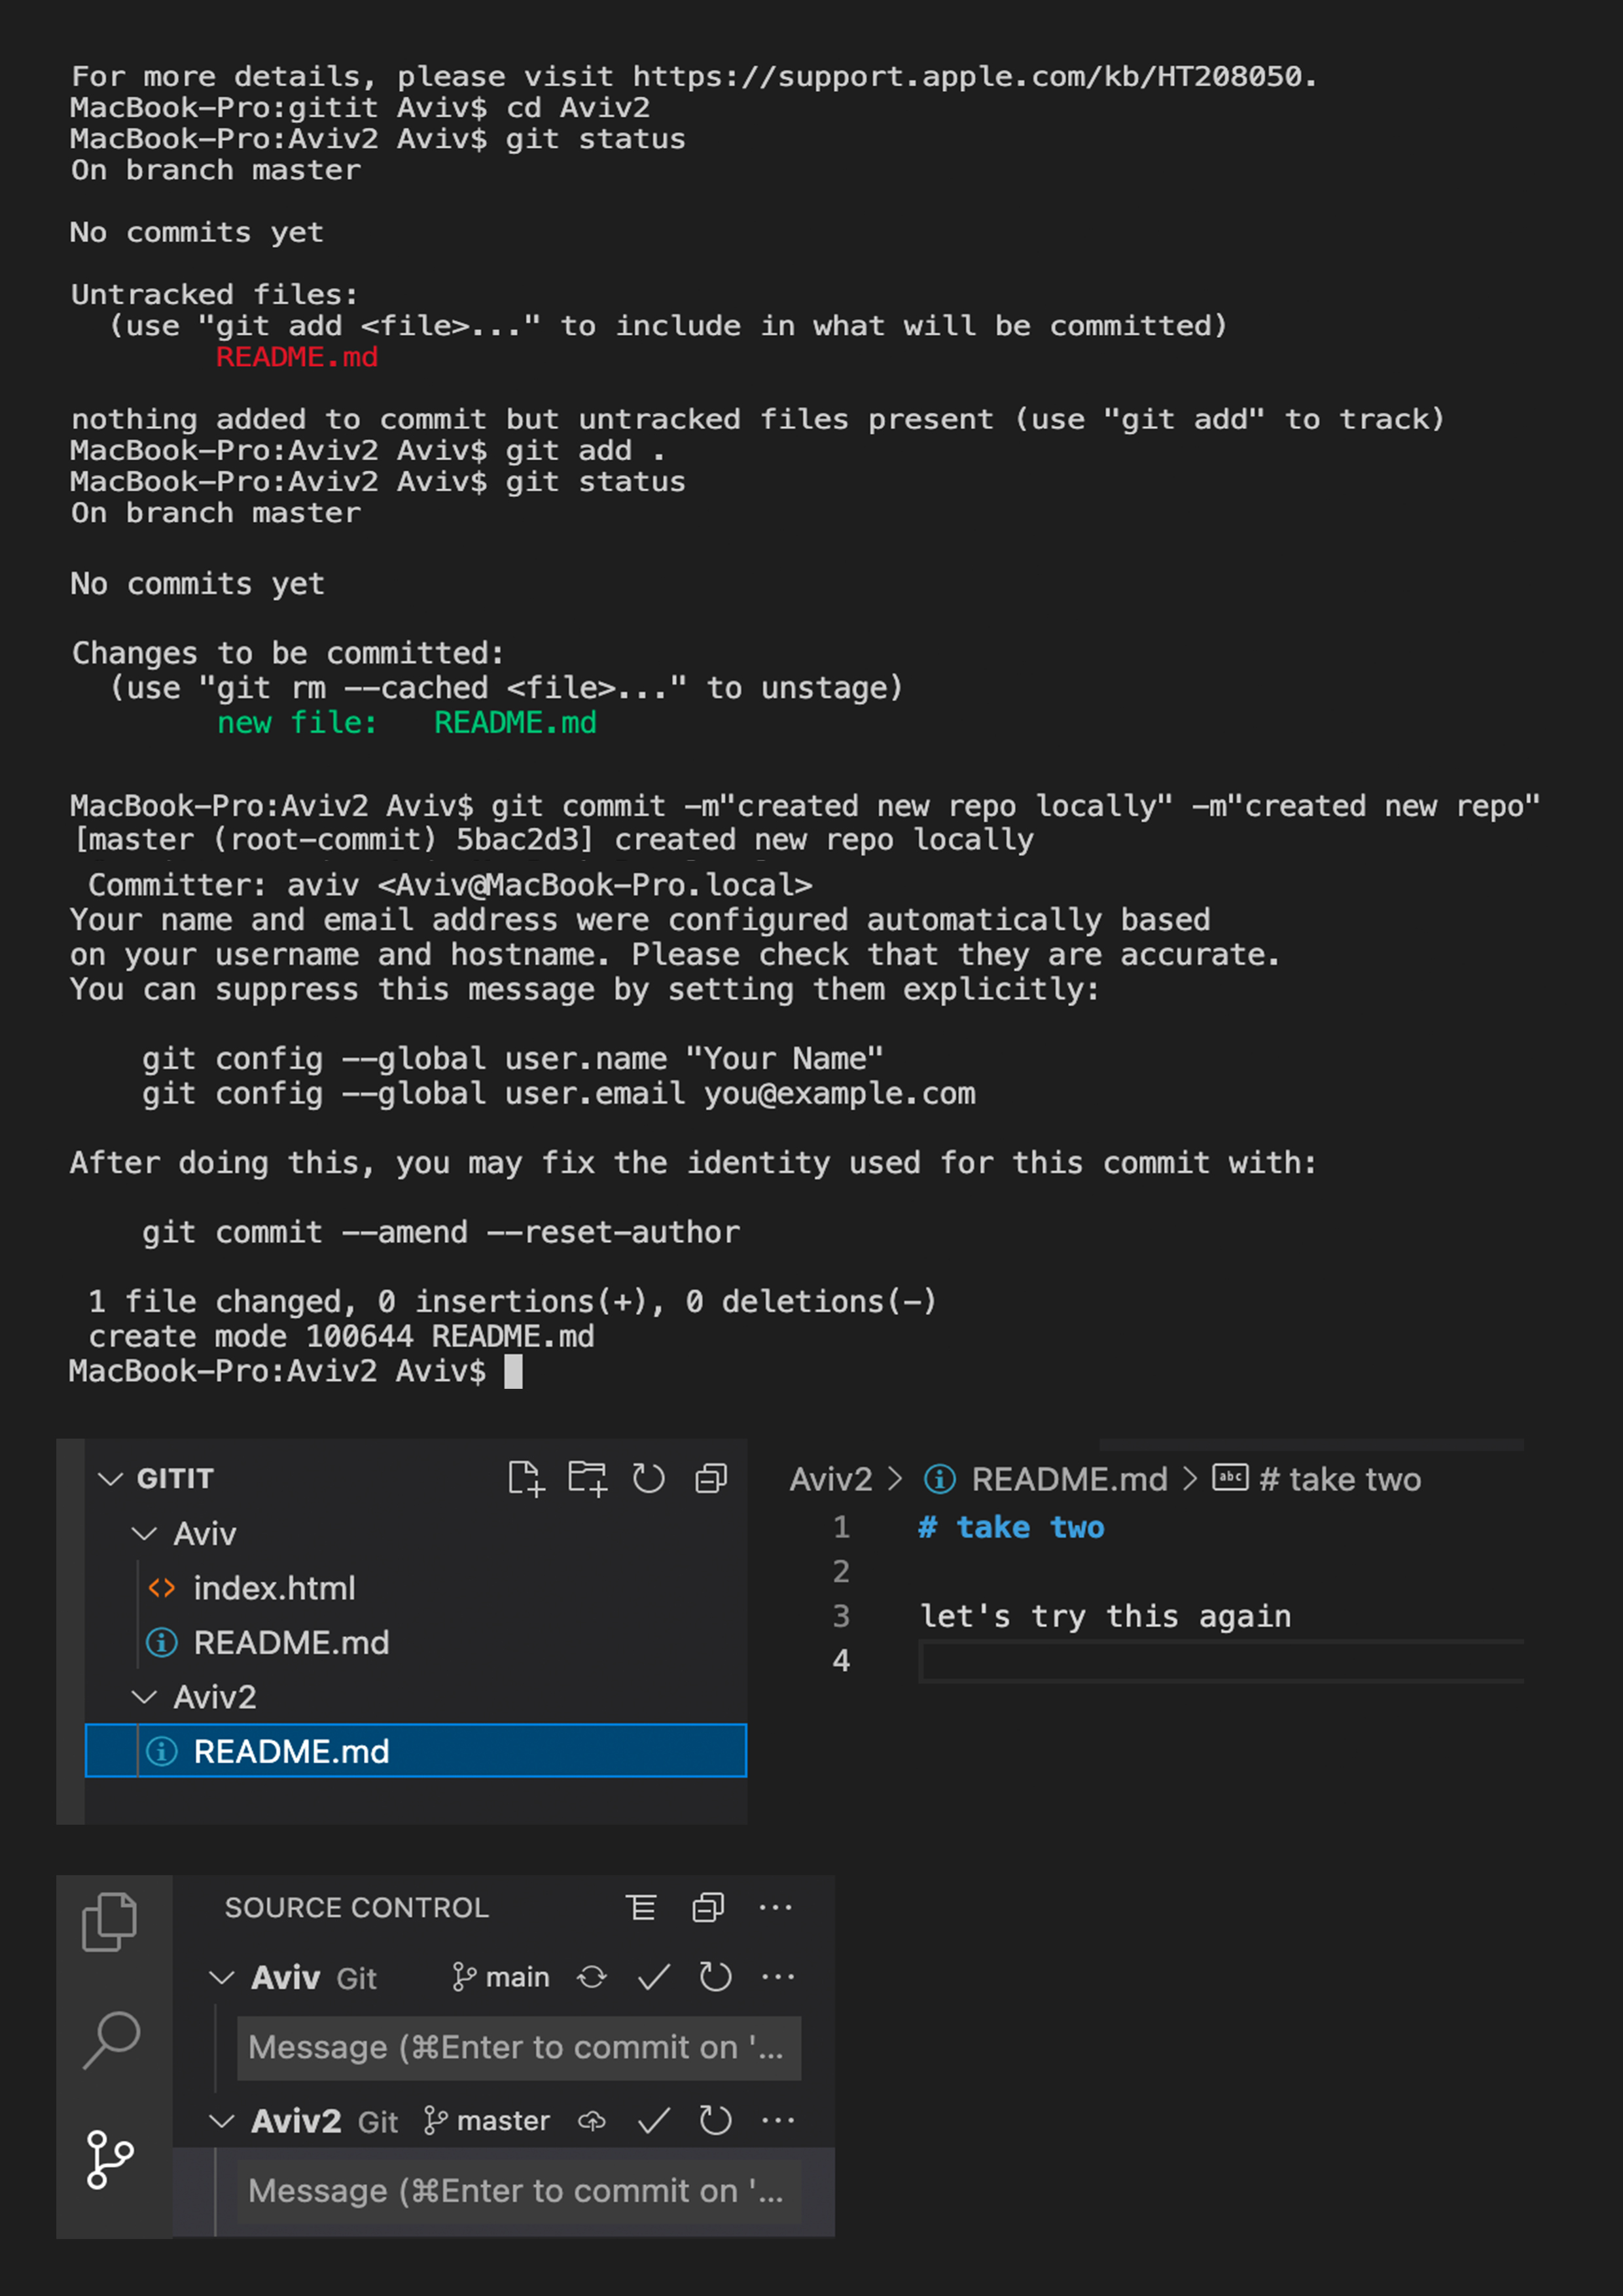 For more details, please visit https://support.apple.com/kb/HT208050.
MacBook-Pro:gitit Aviv$ cd Aviv2
MacBook-Pro:Aviv2 Aviv$ git status
On branch master
No commits yet
Untracked files:
(use "git add <file>..." to include in what will be committed)
README.md
nothing added to commit but untracked files present (use "git add" to track)
MacBook-Pro:Aviv2 Aviv$ git add .
MacBook-Pro:Aviv2 Aviv$ git status
On branch master
No commits yet
Changes to be committed:
(use "git rm --cached <file>..." to unstage)
new file:   README.md
MacBook-Pro:Aviv2 Aviv$ git commit -m"created new repo locally" -m"created new repo"
[master (root-commit) 5bac2d3] created new repo locally
Committer: aviv <Aviv@MacBook-Pro.local>
Your name and email address were configured automatically based
on your username and hostname. Please check that they are accurate.
You can suppress this message by setting them explicitly:
git config --global user.name "Your Name"
git config --global user.email you@example.com
After doing this, you may fix the identity used for this commit with:
git commit --amend --reset-author
1 file changed, 0 insertions(+), 0 deletions(-)
create mode 100644 README.md
MacBook-Pro:Aviv2 Aviv$
GITIT
Aviv
<> index.html
README.md
Aviv2
README.md
Aviv2 > README.md > abc # take two
1 # take two
2
3 let's try this again
4
SOURCE CONTROL
Aviv Git main
Message (⌘Enter to commit on '...
Aviv2 Git master
Message (⌘Enter to commit on '...